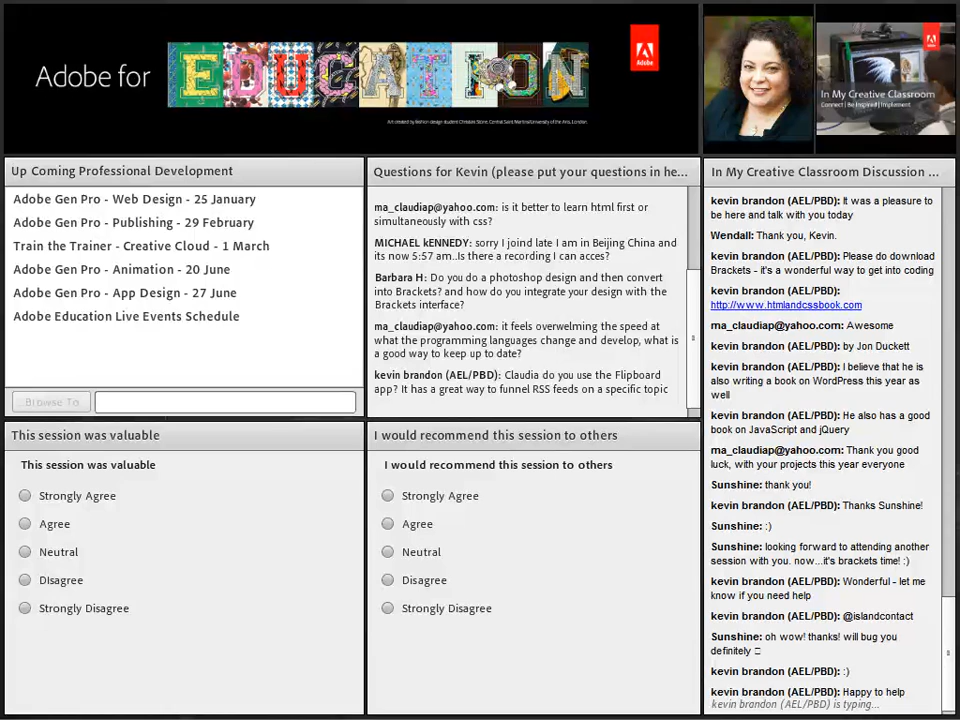 Adobe for EDUCATION
Art created by fashion design student Christian Stone, Central Saint Martins/University of the Arts, London
Adobe
In My Creative Classroom
Connect | Be Inspired | Implement
Up Coming Professional Development
Adobe Gen Pro - Web Design - 25 January
Adobe Gen Pro - Publishing - 29 February
Train the Trainer - Creative Cloud - 1 March
Adobe Gen Pro - Animation - 20 June
Adobe Gen Pro - App Design - 27 June
Adobe Education Live Events Schedule
Browse To
Questions for Kevin (please put your questions in he...
ma_claudiap@yahoo.com: is it better to learn html first or
simultaneously with css?
MICHAEL kENNEDY: sorry I joind late I am in Beijing China and
its now 5:57 am..Is there a recording I can acces?
Barbara H: Do you do a photoshop design and then convert
into Brackets? and how do you integrate your design with the
Brackets interface?
ma_claudiap@yahoo.com: it feels overwelming the speed at
what the programming languages change and develop, what is
a good way to keep up to date?
kevin brandon (AEL/PBD): Claudia do you use the Flipboard
app? It has a great way to funnel RSS feeds on a specific topic
In My Creative Classroom Discussion ...
kevin brandon (AEL/PBD): It was a pleasure to
be here and talk with you today
Wendall: Thank you, Kevin.
kevin brandon (AEL/PBD): Please do download
Brackets - it's a wonderful way to get into coding
kevin brandon (AEL/PBD):
http://www.htmlandcssbook.com
ma_claudiap@yahoo.com: Awesome
kevin brandon (AEL/PBD): by Jon Duckett
kevin brandon (AEL/PBD): I believe that he is
also writing a book on WordPress this year as
well
kevin brandon (AEL/PBD): He also has a good
book on JavaScript and jQuery
ma_claudiap@yahoo.com: Thank you good
luck, with your projects this year everyone
Sunshine: thank you!
kevin brandon (AEL/PBD): Thanks Sunshine!
Sunshine: :)
Sunshine: looking forward to attending another
session with you. now...it's brackets time! :)
kevin brandon (AEL/PBD): Wonderful - let me
know if you need help
kevin brandon (AEL/PBD): @islandcontact
Sunshine: oh wow! thanks! will bug you
definitely
kevin brandon (AEL/PBD): :)
kevin brandon (AEL/PBD): Happy to help
kevin brandon (AEL/PBD) is typing...
This session was valuable
This session was valuable
Strongly Agree
Agree
Neutral
DIsagree
Strongly Disagree
I would recommend this session to others
I would recommend this session to others
Strongly Agree
Agree
Neutral
Disagree
Strongly Disagree